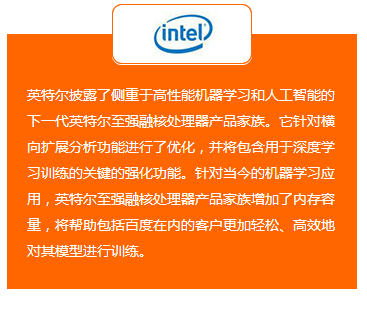 intel
英特尔披露了侧重于高性能机器学习和人工智能的
下一代英特尔至强融核处理器产品家族。它针对横
向扩展分析功能进行了优化，并将包含用于深度学
习训练的关键的强化功能。针对当今的机器学习应
用，英特尔至强融核处理器产品家族增加了内存容
量，将帮助包括百度在内的客户更加轻松、高效地
对其模型进行训练。